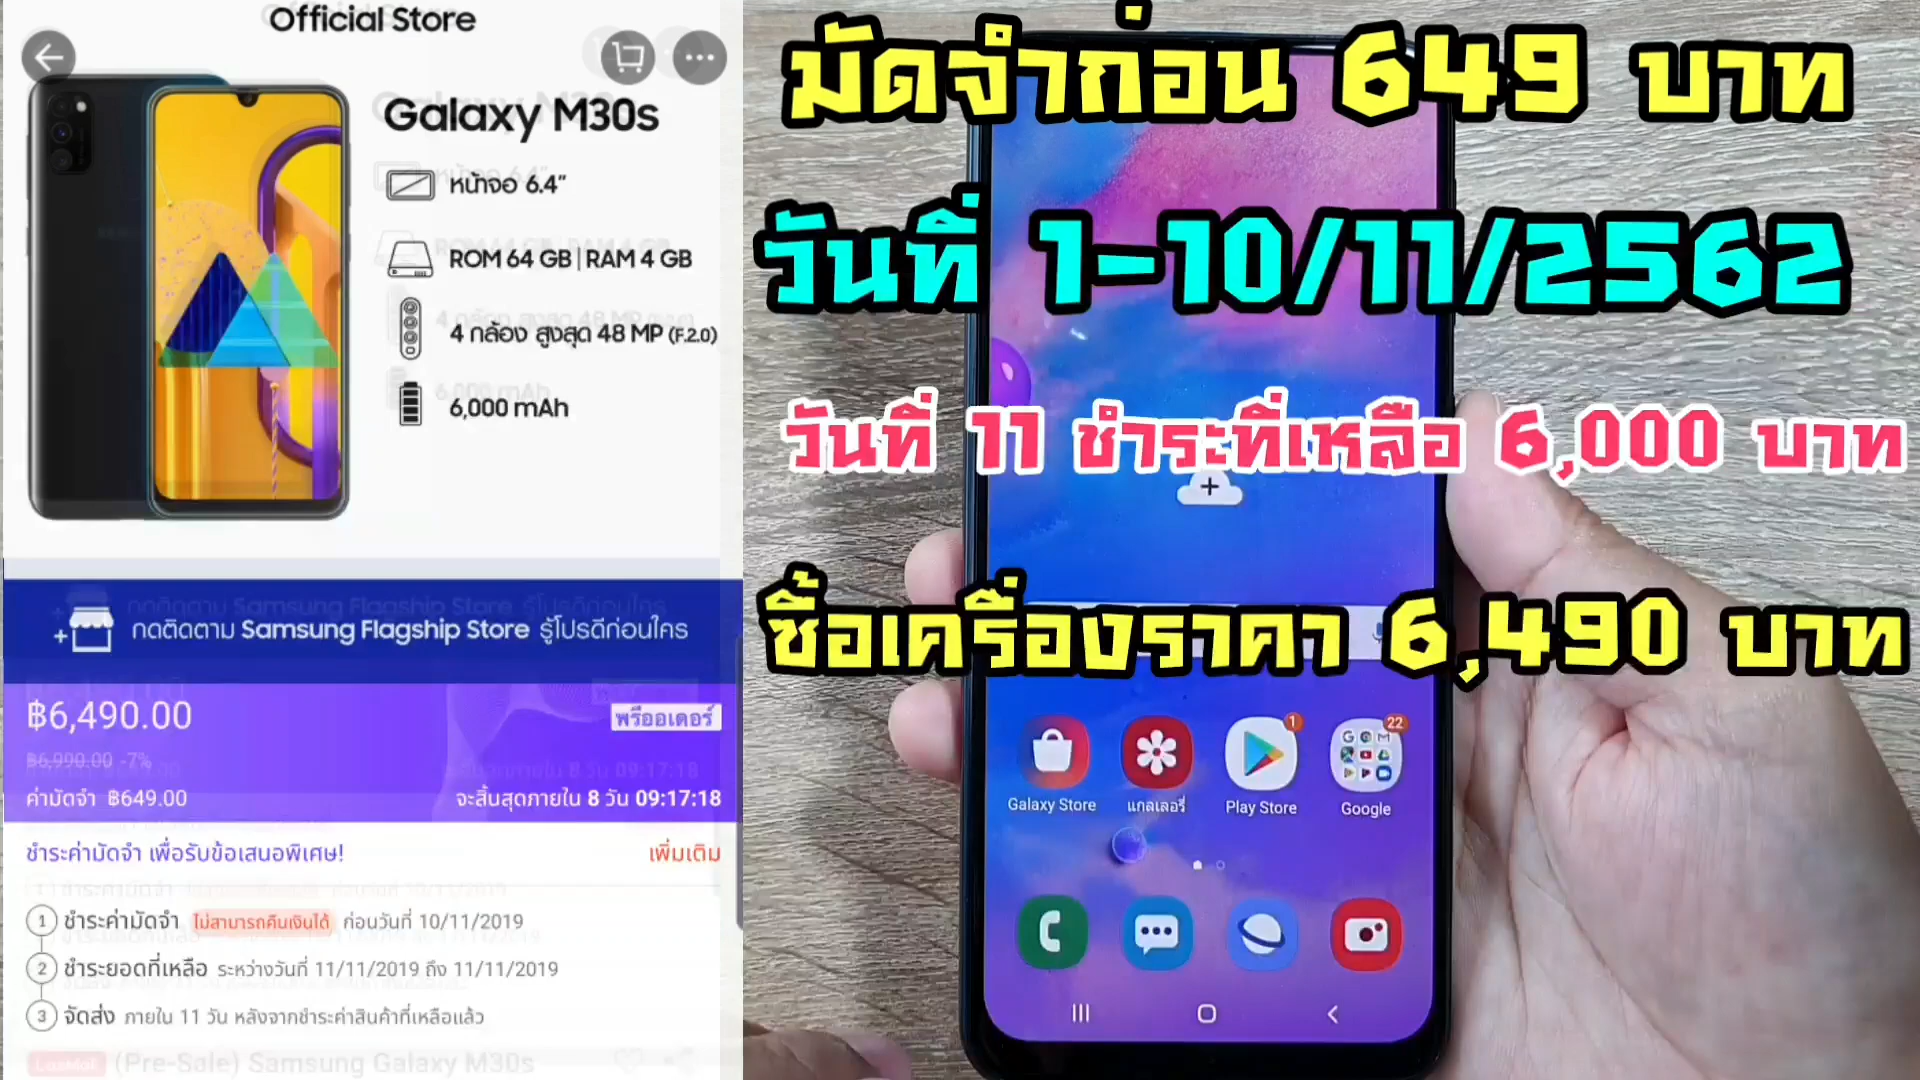 Official Store
Galaxy M30s
หน้าจอ 6.4"
ROM 64 GB | RAM 4 GB
4 กล้อง สูงสุด 48 MP (F.2.0)
6,000 mAh
กดติดตาม Samsung Flagship Store รู้โปรดีก่อนใคร
฿6,490.00
พรีออเดอร์
฿6,990.00 -7%
ค่ามัดจำ ฿649.00
จะสิ้นสุดภายใน 8 วัน 09:17:18
ชำระค่ามัดจำ เพื่อรับข้อเสนอพิเศษ!
เพิ่มเติม
1 ชำระค่ามัดจำ ไม่สามารถคืนเงินได้ ก่อนวันที่ 10/11/2019
2 ชำระยอดที่เหลือ ระหว่างวันที่ 11/11/2019 ถึง 11/11/2019
3 จัดส่ง ภายใน 11 วัน หลังจากชำระค่าสินค้าที่เหลือแล้ว
LazMall (Pre-Sale) Samsung Galaxy M30s
มัดจำก่อน 649 บาท
วันที่ 1-10/11/2562
วันที่ 11 ชำระที่เหลือ 6,000 บาท
ซื้อเครื่องราคา 6,490 บาท
1
22
Galaxy Store
แกลเลอรี่
Play Store
Google